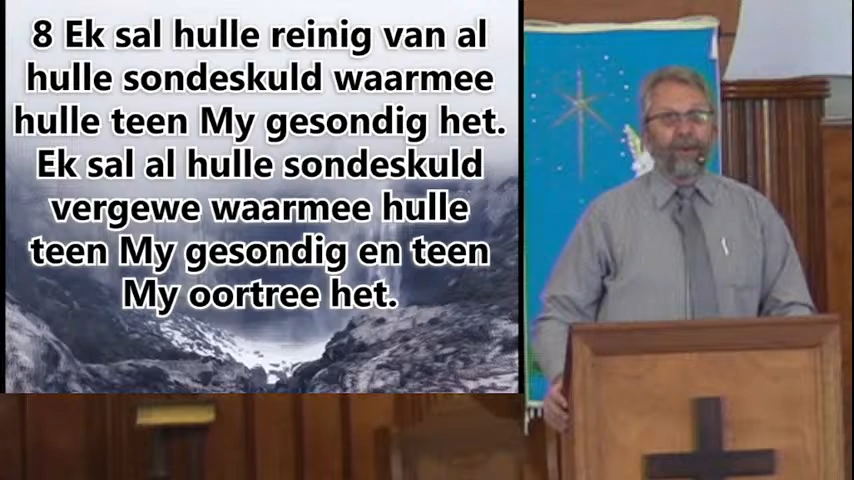 8 Ek sal hulle reinig van al
hulle sondeskuld waarmee
hulle teen My gesondig het.
Ek sal al hulle sondeskuld
vergewe waarmee hulle
teen My gesondig en teen
My oortree het.